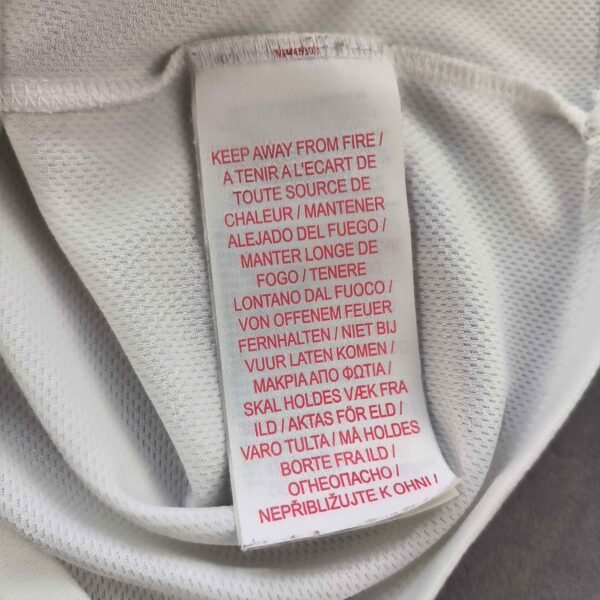 KEEP AWAY FROM FIRE /
A TENIR A L'ECART DE
TOUTE SOURCE DE
CHALEUR / MANTENER
ALEJADO DEL FUEGO /
MANTER LONGE DE
FOGO / TENERE
LONTANO DAL FUOCO /
VON OFFENEM FEUER
FERNHALTEN / NIET BIJ
VUUR LATEN KOMEN /
ΜΑΚΡΙΑ ΑΠΟ ΦΩΤΙΑ /
SKAL HOLDES VÆK FRA
ILD / AKTAS FÖR ELD /
VARO TULTA / MÅ HOLDES
BORTE FRA ILD /
ОГНЕОПАСНО /
NEPŘIBLIŽUJTE K OHNI /